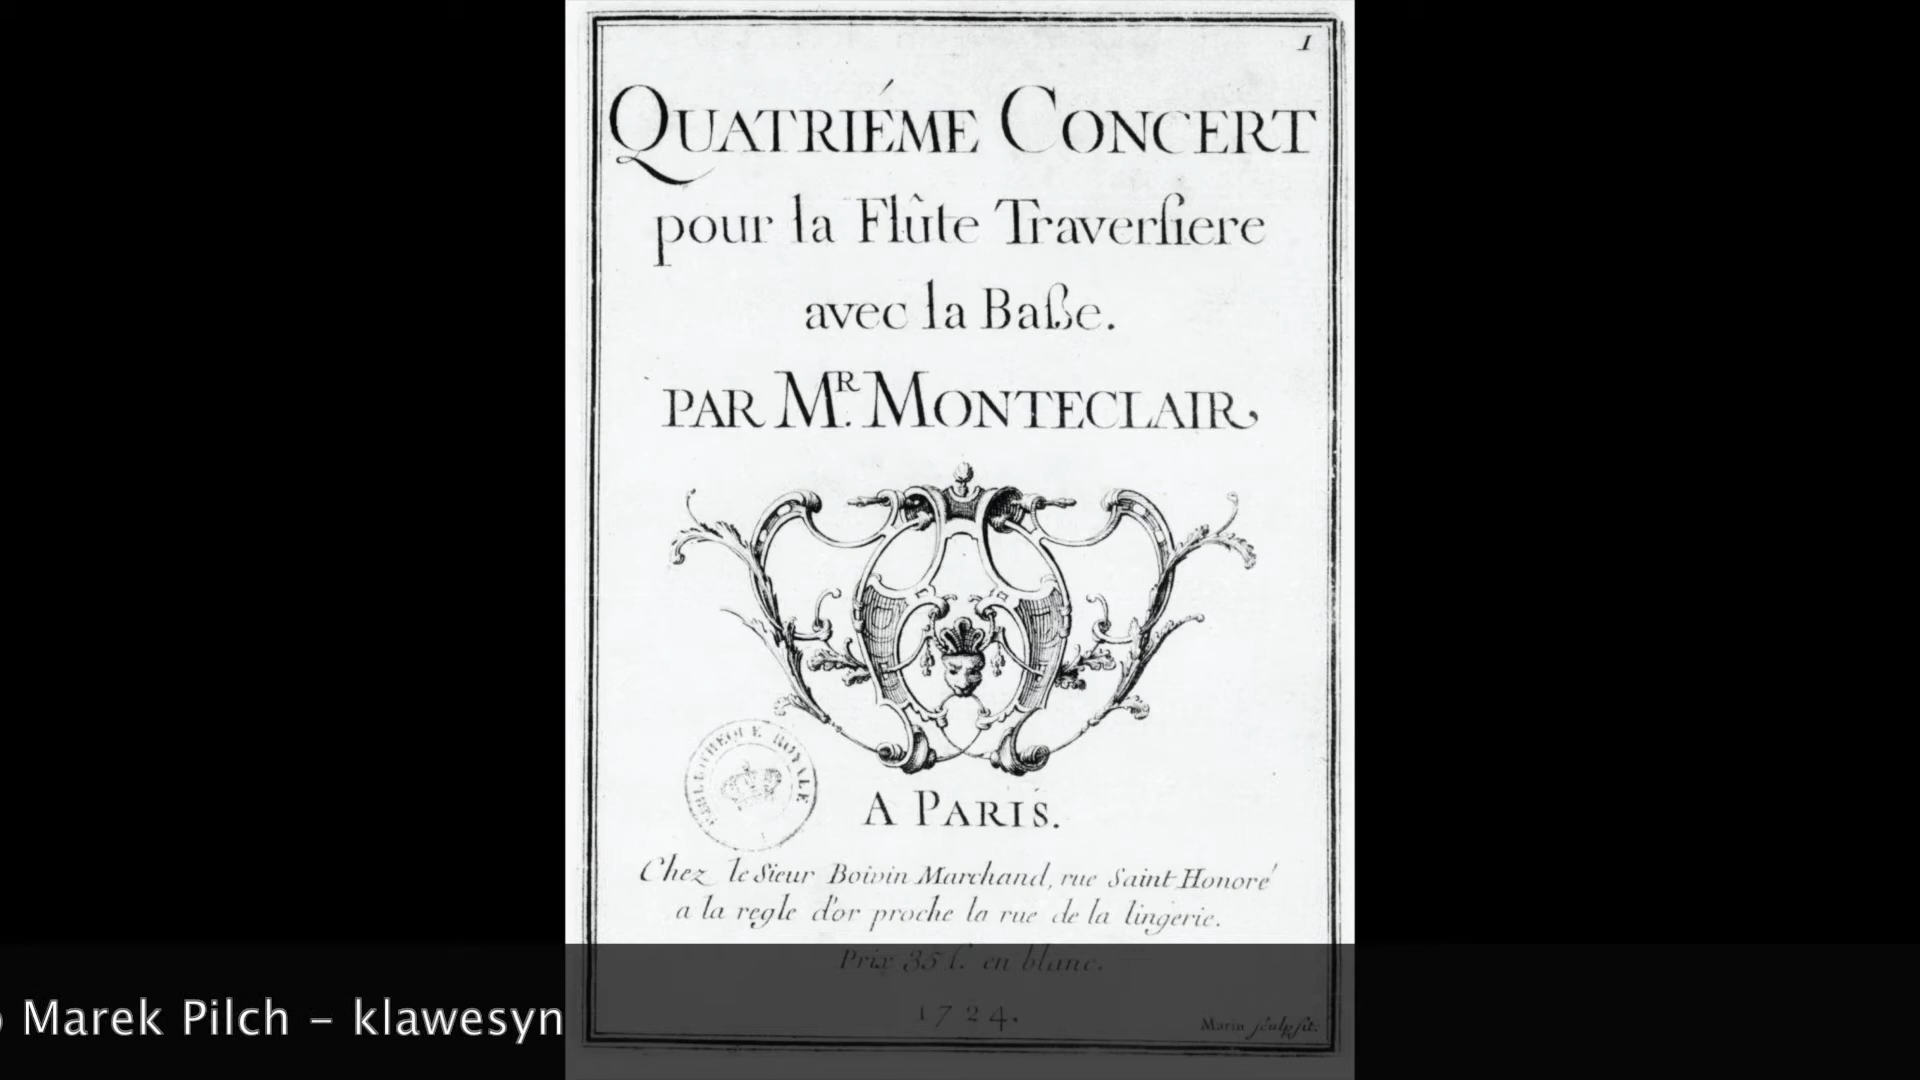 1
QUATRIÉME CONCERT
pour la Flûte Traverſiere
avec la Baße.
PAR MR. MONTECLAIR,
BIBLIOTHEQUE ROYALE
A PARIS.
Chez le Sieur Boivin Marchand, rue Saint Honoré
a la regle d'or proche la rue de la lingerie.
Prix 35 ſ. en blanc.
1724.
Marin ſculpſit.
Marek Pilch – klawesyn